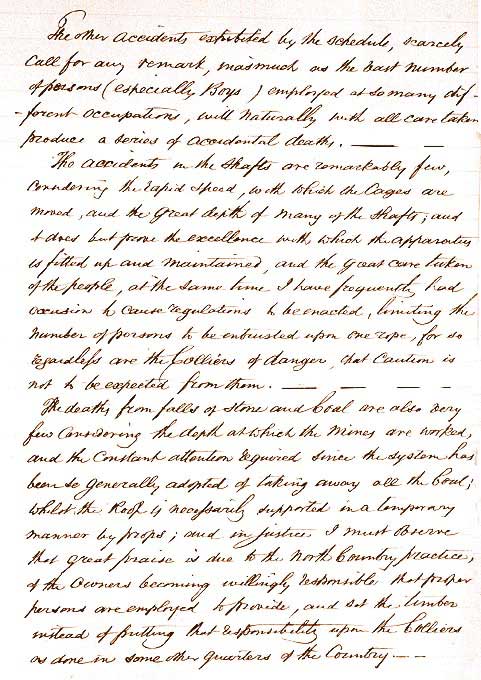 The other accidents exhibited by the schedule, scarcely
call for any remark, inasmuch as the vast number
of persons (especially Boys) employed at so many dif-
-ferent occupations, will naturally with all care taken
produce a series of accidental deaths. — — —
The accidents in the shafts are remarkably few,
considering the rapid speed, with which the Cages are
moved, and the great depth of many of the shafts; and
it does but prove the excellence with which the apparatus
is fitted up and maintained, and the great care taken
of the people, at the same time I have frequently had
occasion to cause regulations to be enacted, limiting the
number of persons to be entrusted upon one rope, for so
regardless are the Colliers of danger, that Caution is
not to be expected from them. — — — —
The deaths from falls of Stone and Coal are also very
few Considering the depth at which the Mines are worked,
and the Constant attention required since the system has
been so generally adopted of taking away all the Coal;
whilst the Roof is necessarily supported in a temporary
manner by props; and in justice I must observe
that great praise is due to the North Country practice,
of the Owners becoming willingly responsible that proper
persons are employed to provide, and set the timber
instead of putting that responsibility upon the Colliers
as done in some other quarters of the Country — —